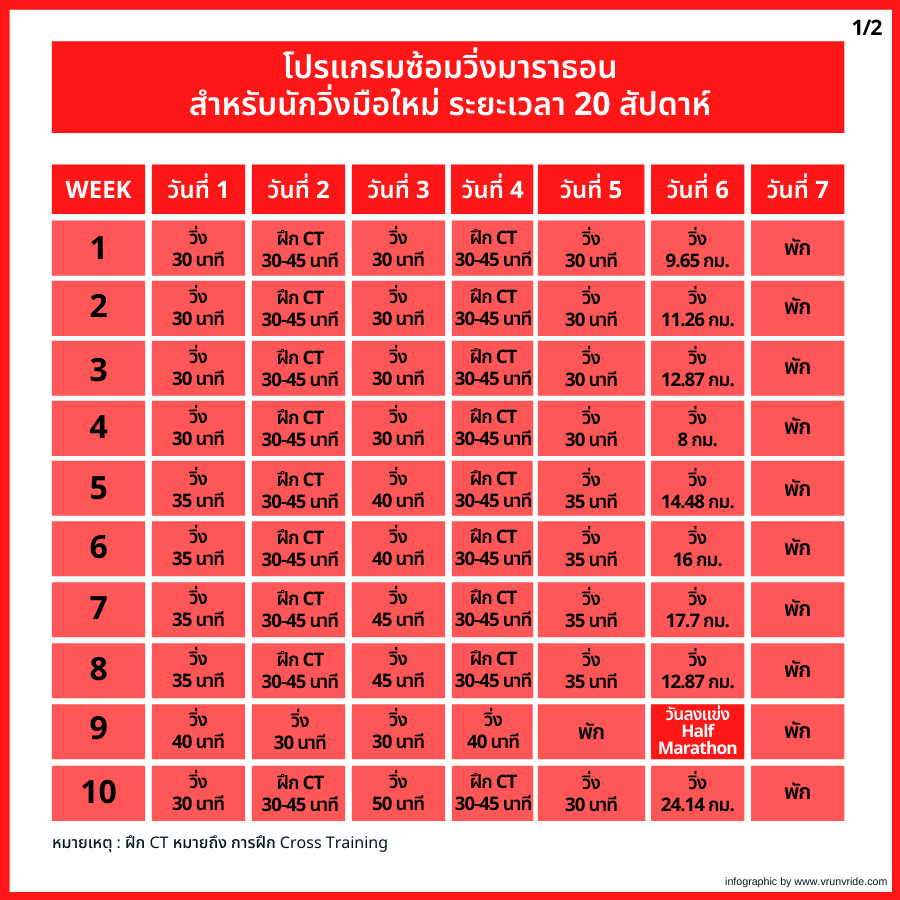 1/2
โปรแกรมซ้อมวิ่งมาราธอน
สำหรับนักวิ่งมือใหม่ ระยะเวลา 20 สัปดาห์
WEEK วันที่ 1 วันที่ 2 วันที่ 3 วันที่ 4 วันที่ 5 วันที่ 6 วันที่ 7
1 วิ่ง 30 นาที ฝึก CT 30-45 นาที วิ่ง 30 นาที ฝึก CT 30-45 นาที วิ่ง 30 นาที วิ่ง 9.65 กม. พัก
2 วิ่ง 30 นาที ฝึก CT 30-45 นาที วิ่ง 30 นาที ฝึก CT 30-45 นาที วิ่ง 30 นาที วิ่ง 11.26 กม. พัก
3 วิ่ง 30 นาที ฝึก CT 30-45 นาที วิ่ง 30 นาที ฝึก CT 30-45 นาที วิ่ง 30 นาที วิ่ง 12.87 กม. พัก
4 วิ่ง 30 นาที ฝึก CT 30-45 นาที วิ่ง 30 นาที ฝึก CT 30-45 นาที วิ่ง 30 นาที วิ่ง 8 กม. พัก
5 วิ่ง 35 นาที ฝึก CT 30-45 นาที วิ่ง 40 นาที ฝึก CT 30-45 นาที วิ่ง 35 นาที วิ่ง 14.48 กม. พัก
6 วิ่ง 35 นาที ฝึก CT 30-45 นาที วิ่ง 40 นาที ฝึก CT 30-45 นาที วิ่ง 35 นาที วิ่ง 16 กม. พัก
7 วิ่ง 35 นาที ฝึก CT 30-45 นาที วิ่ง 45 นาที ฝึก CT 30-45 นาที วิ่ง 35 นาที วิ่ง 17.7 กม. พัก
8 วิ่ง 35 นาที ฝึก CT 30-45 นาที วิ่ง 45 นาที ฝึก CT 30-45 นาที วิ่ง 35 นาที วิ่ง 12.87 กม. พัก
9 วิ่ง 40 นาที วิ่ง 30 นาที วิ่ง 30 นาที วิ่ง 40 นาที พัก วันลงแข่ง Half Marathon พัก
10 วิ่ง 30 นาที ฝึก CT 30-45 นาที วิ่ง 50 นาที ฝึก CT 30-45 นาที วิ่ง 30 นาที วิ่ง 24.14 กม. พัก
หมายเหตุ : ฝึก CT หมายถึง การฝึก Cross Training
infographic by www.vrunvride.com